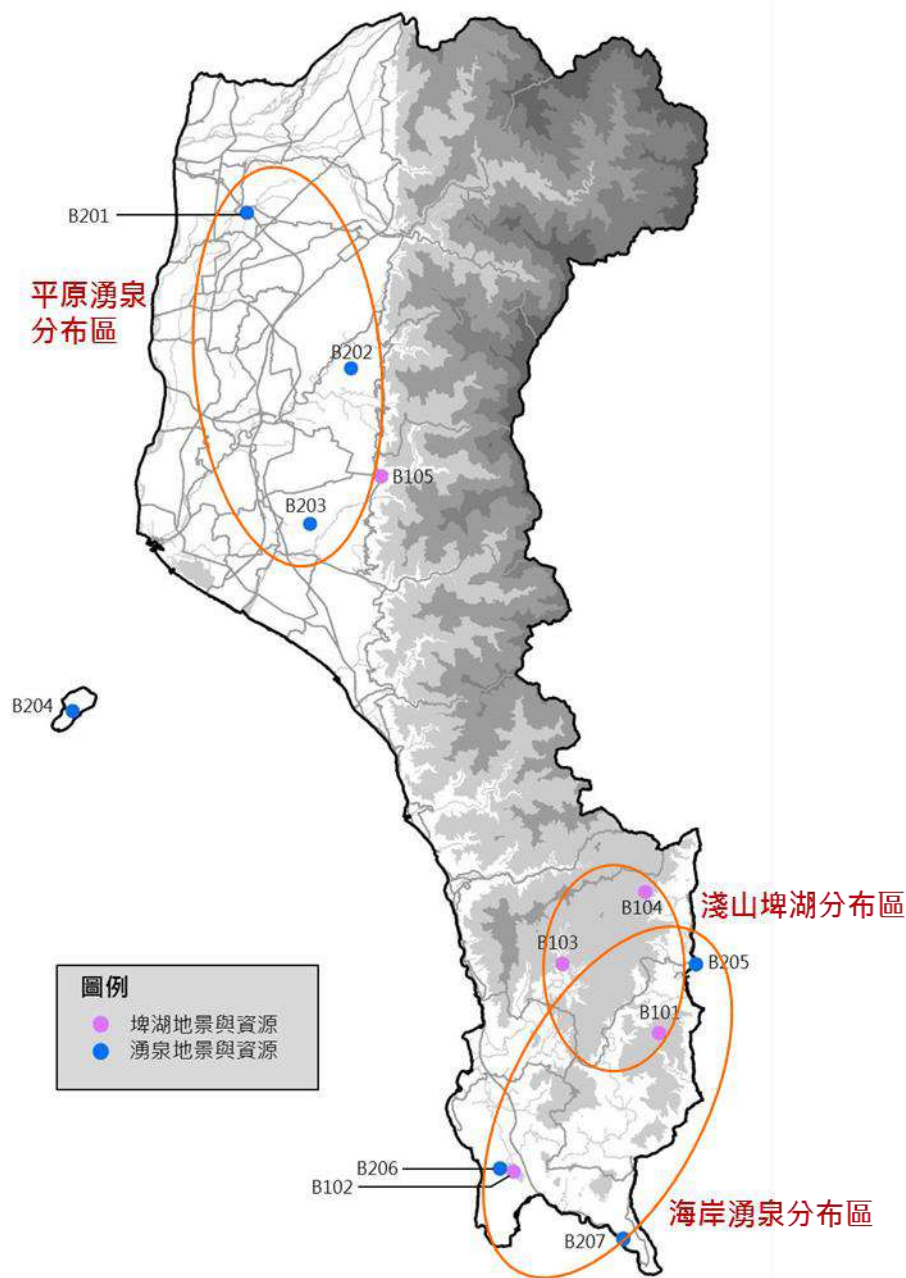 B201
平原湧泉
分布區
B202
B105
B203
B204
淺山埤湖分布區
B104
B103
B205
圖例
埤湖地景與資源
湧泉地景與資源
B101
B206
B102
海岸湧泉分布區
B207